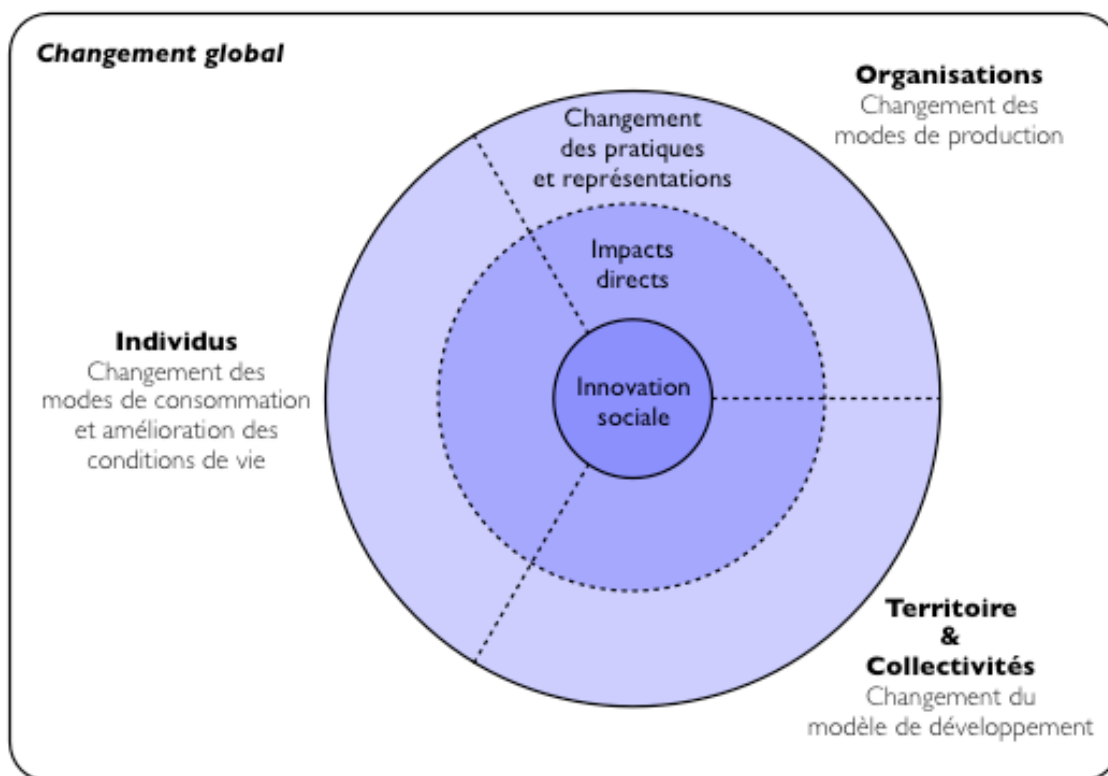 Changement global
Organisations
Changement des
modes de production
Changement
des pratiques
et représentations
Impacts
directs
Individus
Changement des
modes de consommation
et amélioration des
conditions de vie
Innovation
sociale
Territoire
&
Collectivités
Changement du
modèle de développement